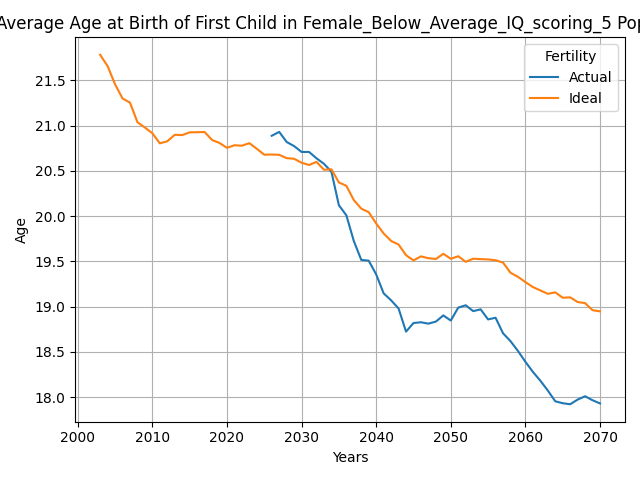 Average Age at Birth of First Child in Female_Below_Average_IQ_scoring_5
Fertility
Actual
Ideal
21.5
21.0
20.5
20.0
19.5
19.0
18.5
18.0
Age
2000 2010 2020 2030 2040 2050 2060 2070
Years